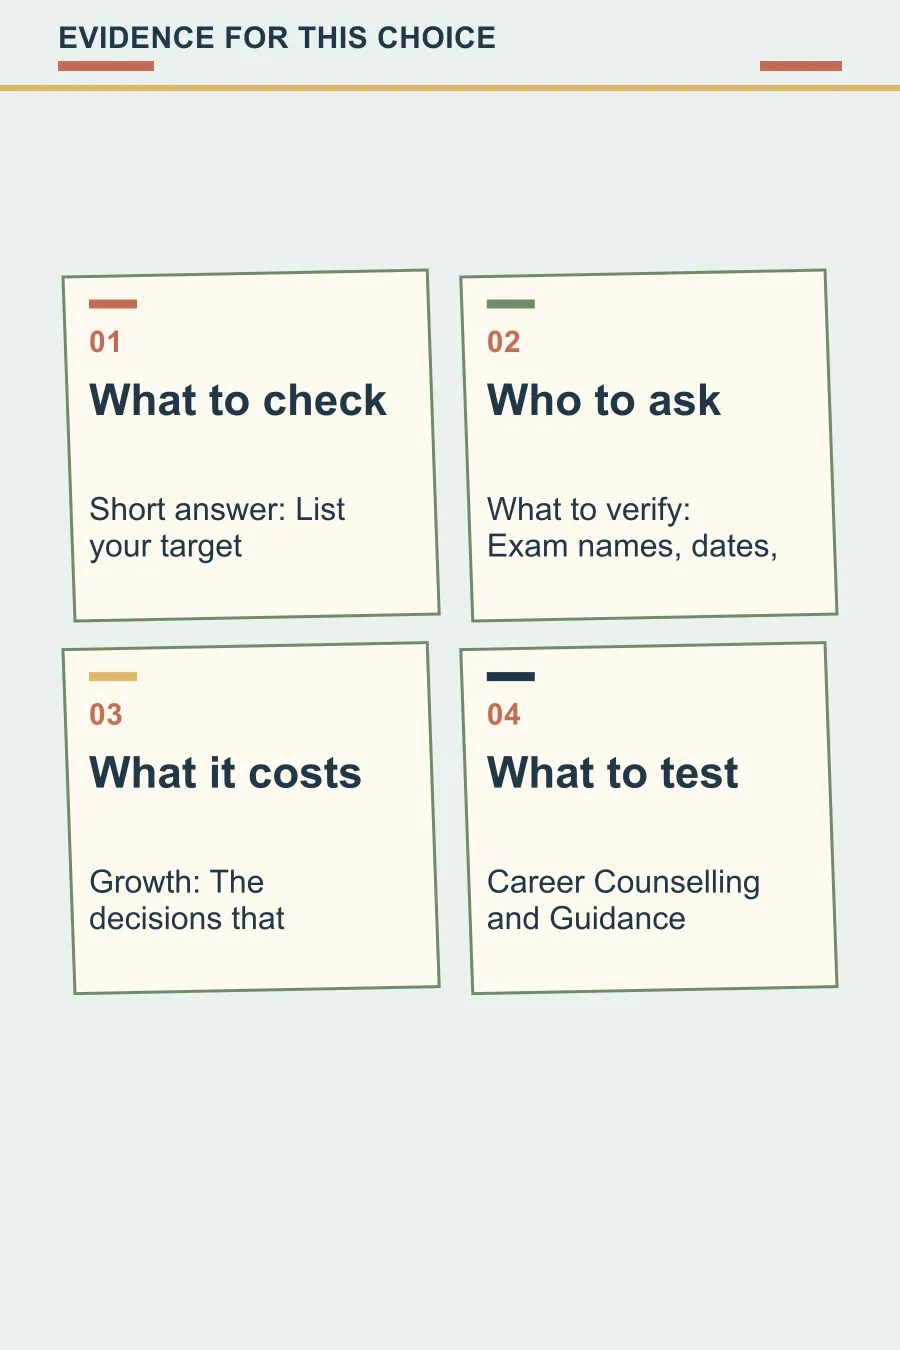 EVIDENCE FOR THIS CHOICE
01
What to check
Short answer: List
your target
02
Who to ask
What to verify:
Exam names, dates,
03
What it costs
Growth: The
decisions that
04
What to test
Career Counselling
and Guidance